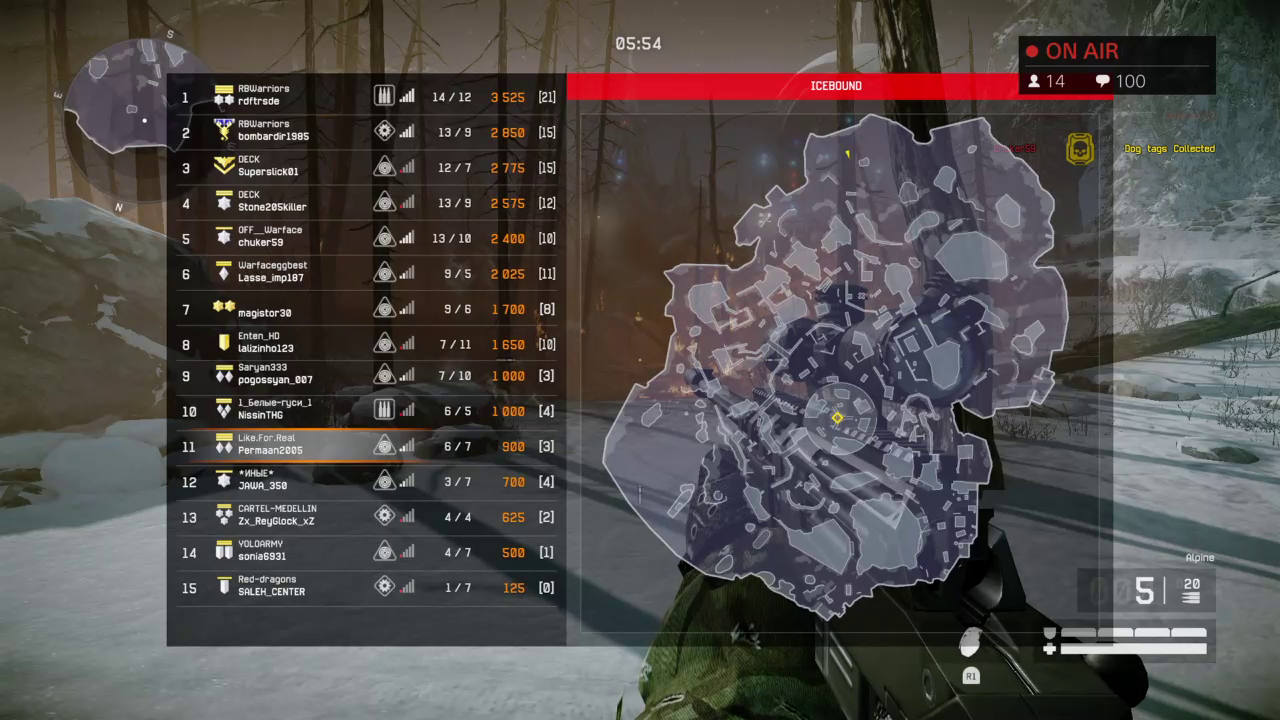 S
E
N
05:54
ON AIR
14 100
ICEBOUND
Dog tags Collected
1 RBWarriors rdftrsde 14 / 12 3 525 [21]
2 RBWarriors bombardir1985 13 / 9 2 850 [15]
3 DECK Superslick01 12 / 7 2 775 [15]
4 DECK Stone205killer 13 / 9 2 575 [12]
5 OFF__Warface chuker59 13 / 10 2 400 [10]
6 Warfaceggbest Lasse_imp187 9 / 5 2 025 [11]
7 magistor30 9 / 6 1 700 [8]
8 Enten_HD lalizinho123 7 / 11 1 650 [10]
9 Saryan333 pogossyan_007 7 / 10 1 000 [3]
10 1_Белые-гуси_1 NissinTHG 6 / 5 1 000 [4]
11 Like.For.Real Permaan2005 6 / 7 900 [3]
12 *ИНЫЕ* JAWA_350 3 / 7 700 [4]
13 CARTEL-MEDELLIN Zx_ReyGlock_xZ 4 / 4 625 [2]
14 YOLOARMY sonia6931 4 / 7 500 [1]
15 Red-dragons SALEH_CENTER 1 / 7 125 [0]
Alpine
005 20
R1